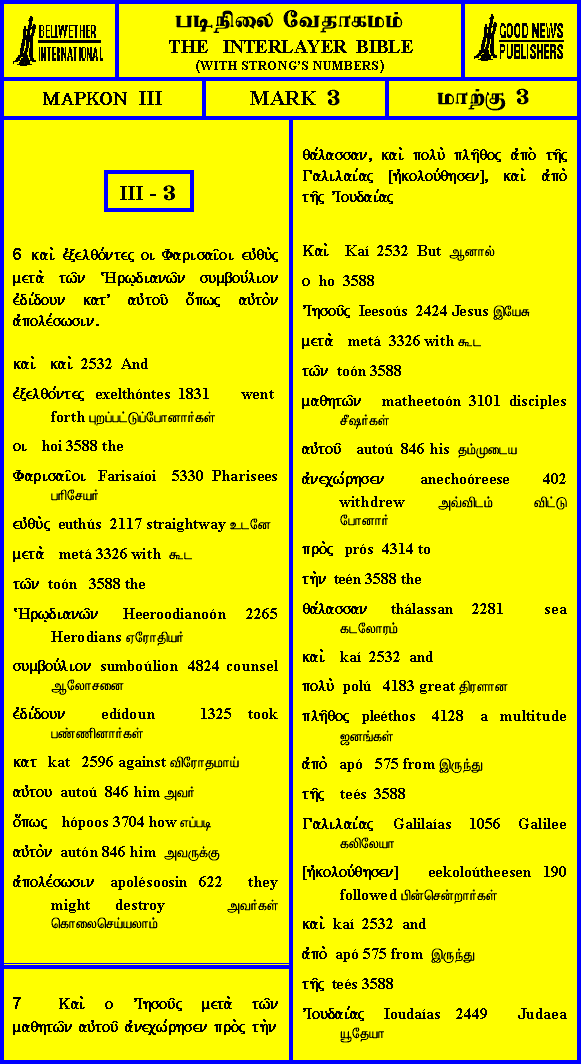 BELLWETHER
INTERNATIONAL
படிநிலை வேதாகமம்
THE INTERLAYER BIBLE
(WITH STRONG'S NUMBERS)
GOOD NEWS
PUBLISHERS
ΜΑΡΚΟΝ III
MARK 3
மாற்கு 3
III - 3
6 καὶ ἐξελθόντες οι Φαρισαῖοι εὐθὺς
μετὰ τῶν Ἡρῳδιανῶν συμβούλιον
ἐδίδουν κατ’ αὐτοῦ ὅπως αὐτὸν
ἀπολέσωσιν.
καὶ καὶ 2532 And
ἐξελθόντες exelthóntes 1831 went
forth புறப்பட்டுப்போனார்கள்
οι hoi 3588 the
Φαρισαῖοι Farisaíoi 5330 Pharisees
பரிசேயர்
εὐθὺς euthús 2117 straightway உடனே
μετὰ metá 3326 with கூட
τῶν toón 3588 the
Ἡρῳδιανῶν Heeroodianoón 2265
Herodians ஏரோதியர்
συμβούλιον sumboúlion 4824 counsel
ஆலோசனை
ἐδίδουν edídoun 1325 took
பண்ணினார்கள்
κατ kat 2596 against விரோதமாய்
αὐτου autoú 846 him அவர்
ὅπως hópoos 3704 how எப்படி
αὐτὸν autón 846 him அவருக்கு
ἀπολέσωσιν apolésoosin 622 they
might destroy அவர்கள்
கொலைசெய்யலாம்
7 Καὶ ο Ἰησοῦς μετὰ τῶν
μαθητῶν αὐτοῦ ἀνεχώρησεν πρὸς τὴν
θάλασσαν, καὶ πολὺ πλῆθος ἀπὸ τῆς
Γαλιλαίας [ἠκολούθησεν], καὶ ἀπὸ
τῆς Ἰουδαίας
Καὶ Kaí 2532 But ஆனால்
ο ho 3588
Ἰησοῦς Ieesoús 2424 Jesus இயேசு
μετὰ metá 3326 with கூட
τῶν toón 3588
μαθητῶν matheetoón 3101 disciples
சீஷர்கள்
αὐτοῦ autoú 846 his தம்முடைய
ἀνεχώρησεν anechoóreese 402
withdrew அவ்விடம் விட்டு
போனார்
πρὸς prós 4314 to
τὴν teén 3588 the
θάλασσαν thálassan 2281 sea
கடலோரம்
καὶ kaí 2532 and
πολὺ polú 4183 great திரளான
πλῆθος pleéthos 4128 a multitude
ஜனங்கள்
ἀπὸ apó 575 from இருந்து
τῆς teés 3588
Γαλιλαίας Galilaías 1056 Galilee
கலிலேயா
[ἠκολούθησεν] eekoloútheesen 190
followed பின்சென்றார்கள்
καὶ kaí 2532 and
ἀπὸ apó 575 from இருந்து
τῆς teés 3588
Ἰουδαίας Ioudaías 2449 Judaea
யூதேயா